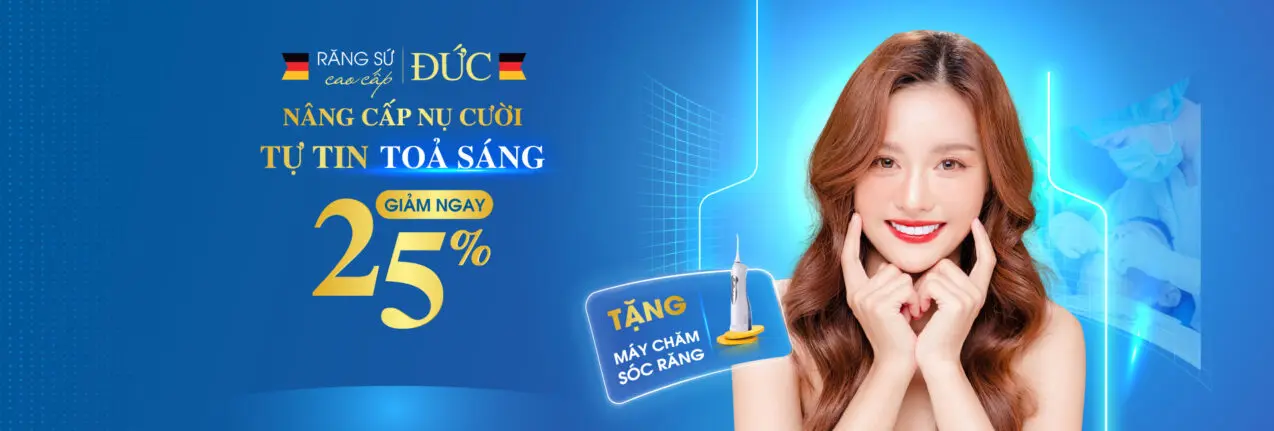 RĂNG SỨ
cao cấp
ĐỨC
NÂNG CẤP NỤ CƯỜI
TỰ TIN TOẢ SÁNG
GIẢM NGAY
25%
TẶNG
MÁY CHĂM
SÓC RĂNG